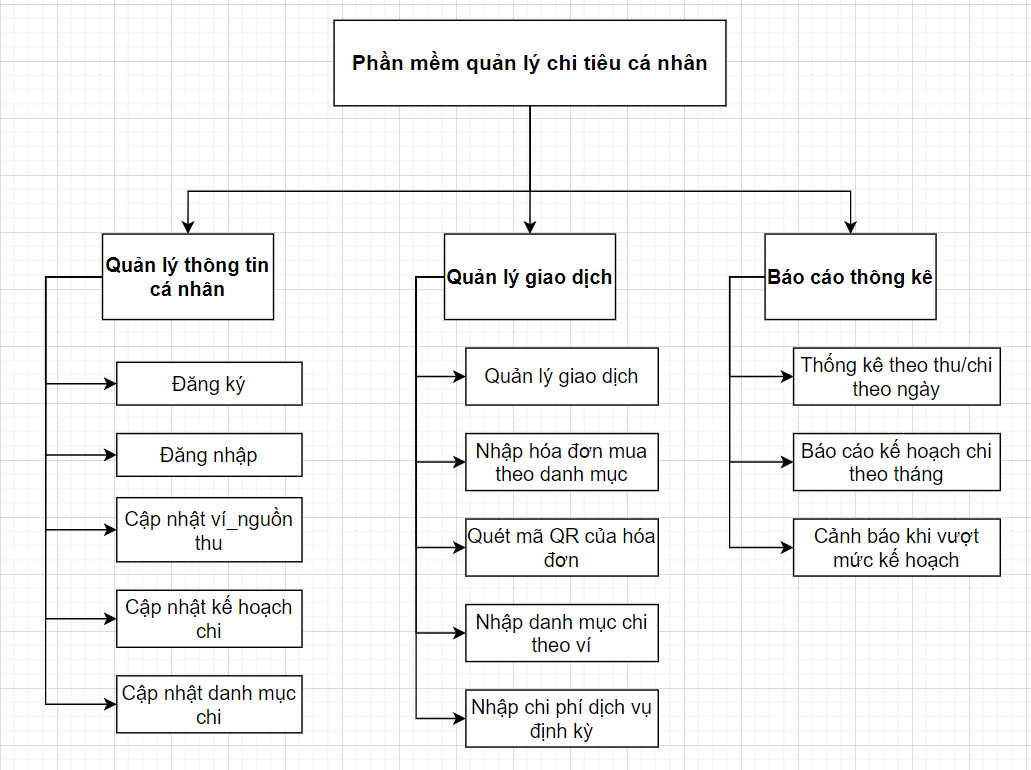 Phần mềm quản lý chi tiêu cá nhân
Quản lý thông tin
cá nhân
Đăng ký
Đăng nhập
Cập nhật ví_nguồn
thu
Cập nhật kế hoạch
chi
Cập nhật danh mục
chi
Quản lý giao dịch
Quản lý giao dịch
Nhập hóa đơn mua
theo danh mục
Quét mã QR của hóa
đơn
Nhập danh mục chi
theo ví
Nhập chi phí dịch vụ
định kỳ
Báo cáo thông kê
Thống kê theo thu/chi
theo ngày
Báo cáo kế hoạch chi
theo tháng
Cảnh báo khi vượt
mức kế hoạch